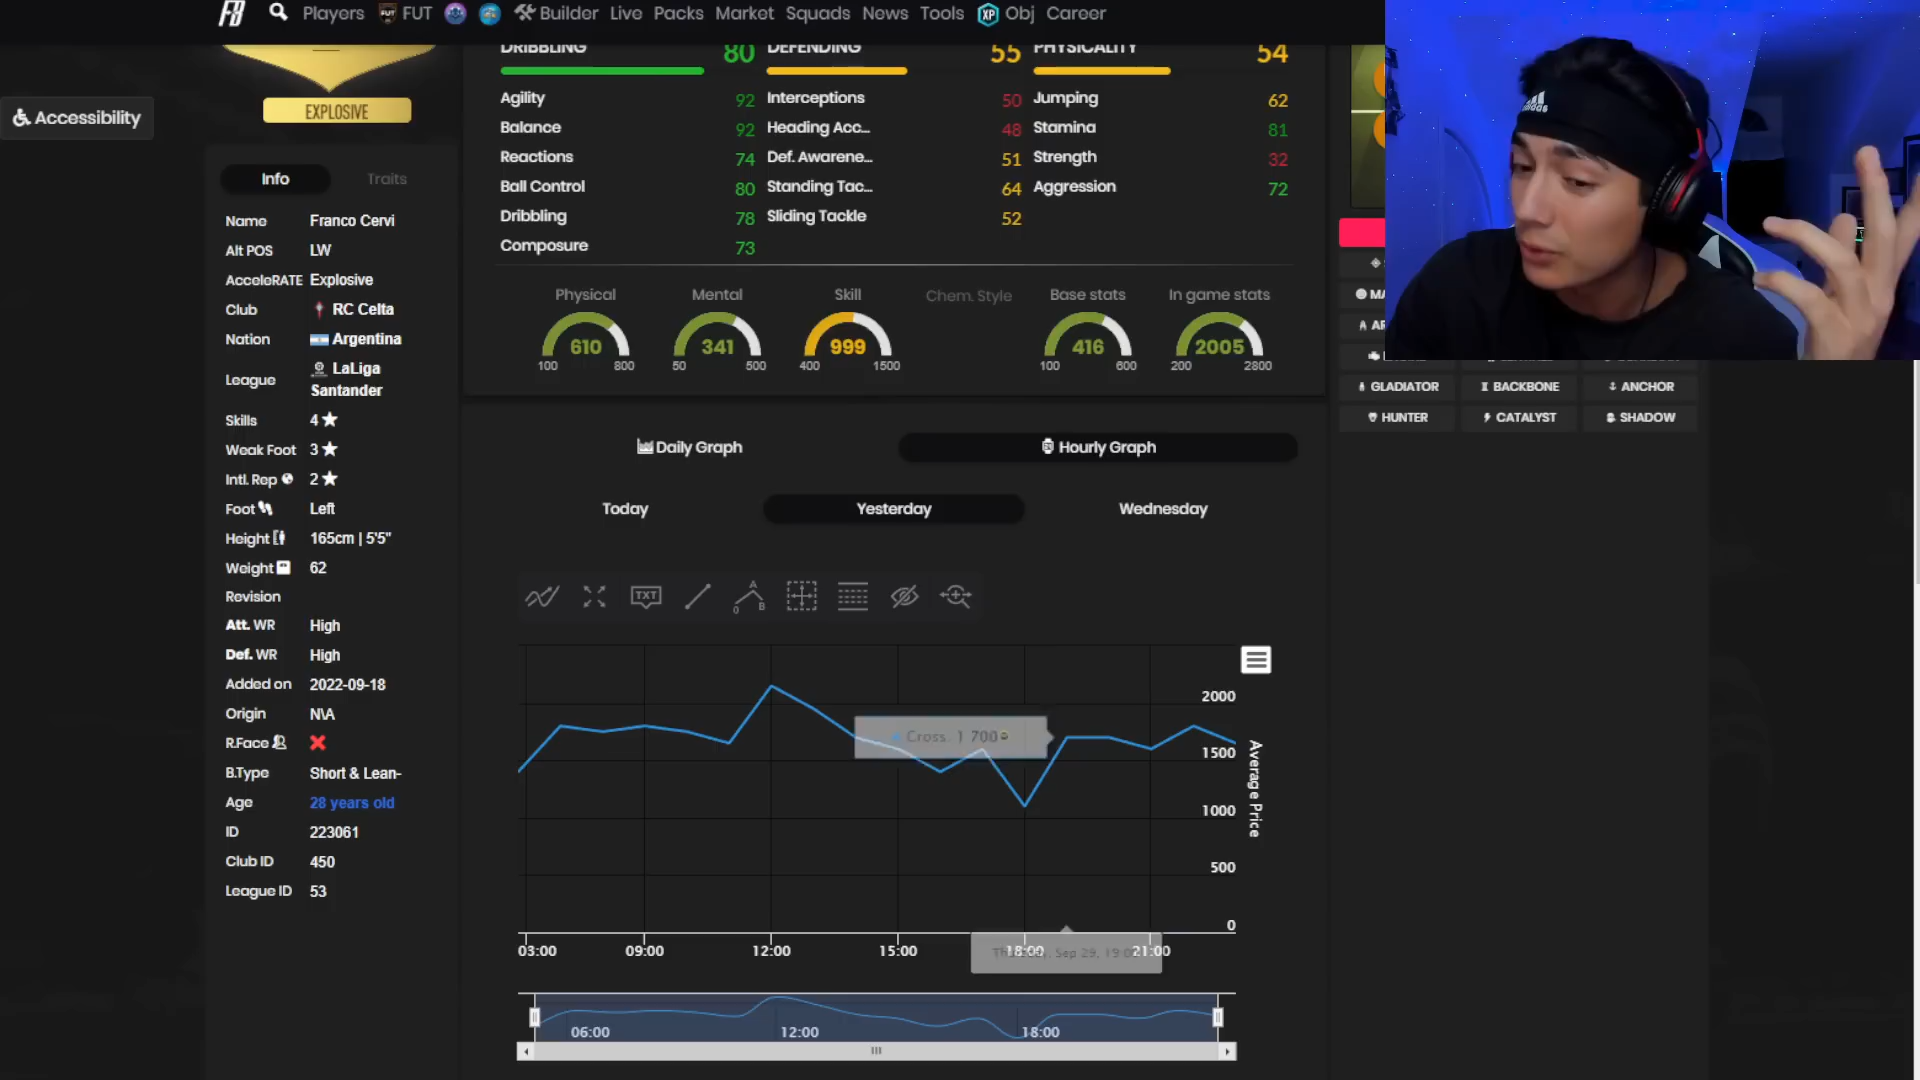 Players FUT Builder Live Packs Market Squads News Tools XP Obj Career
DRIBBLING 80 DEFENDING 55 PHYSICALITY 54
Accessibility
EXPLOSIVE
Agility 92 Interceptions 50 Jumping 62
Balance 92 Heading Acc... 48 Stamina 81
Reactions 74 Def. Awarene... 51 Strength 32
Ball Control 80 Standing Tac... 64 Aggression 72
Dribbling 78 Sliding Tackle 52
Composure 73
Info Traits
Name Franco Cervi
Alt POS LW
AcceleRATE Explosive
Club RC Celta
Nation Argentina
League LaLiga
Santander
Skills 4
Weak Foot 3
Intl. Rep 2
Foot Left
Height 165cm | 5'5"
Weight 62
Revision
Att. WR High
Def. WR High
Added on 2022-09-18
Origin N\A
R.Face
B.Type Short & Lean-
Age 28 years old
ID 223061
Club ID 450
League ID 53
Physical Mental Skill Chem. Style Base stats In game stats
610 341 999 416 2005
100 800 50 500 400 1500 100 600 200 2800
GLADIATOR BACKBONE ANCHOR
HUNTER CATALYST SHADOW
Daily Graph Hourly Graph
Today Yesterday Wednesday
TXT
A
0 B
2000
Cross 1 700
1500
1000
500
0
Average Price
03:00 09:00 12:00 15:00 18:00 21:00
06:00 12:00 18:00
adidas